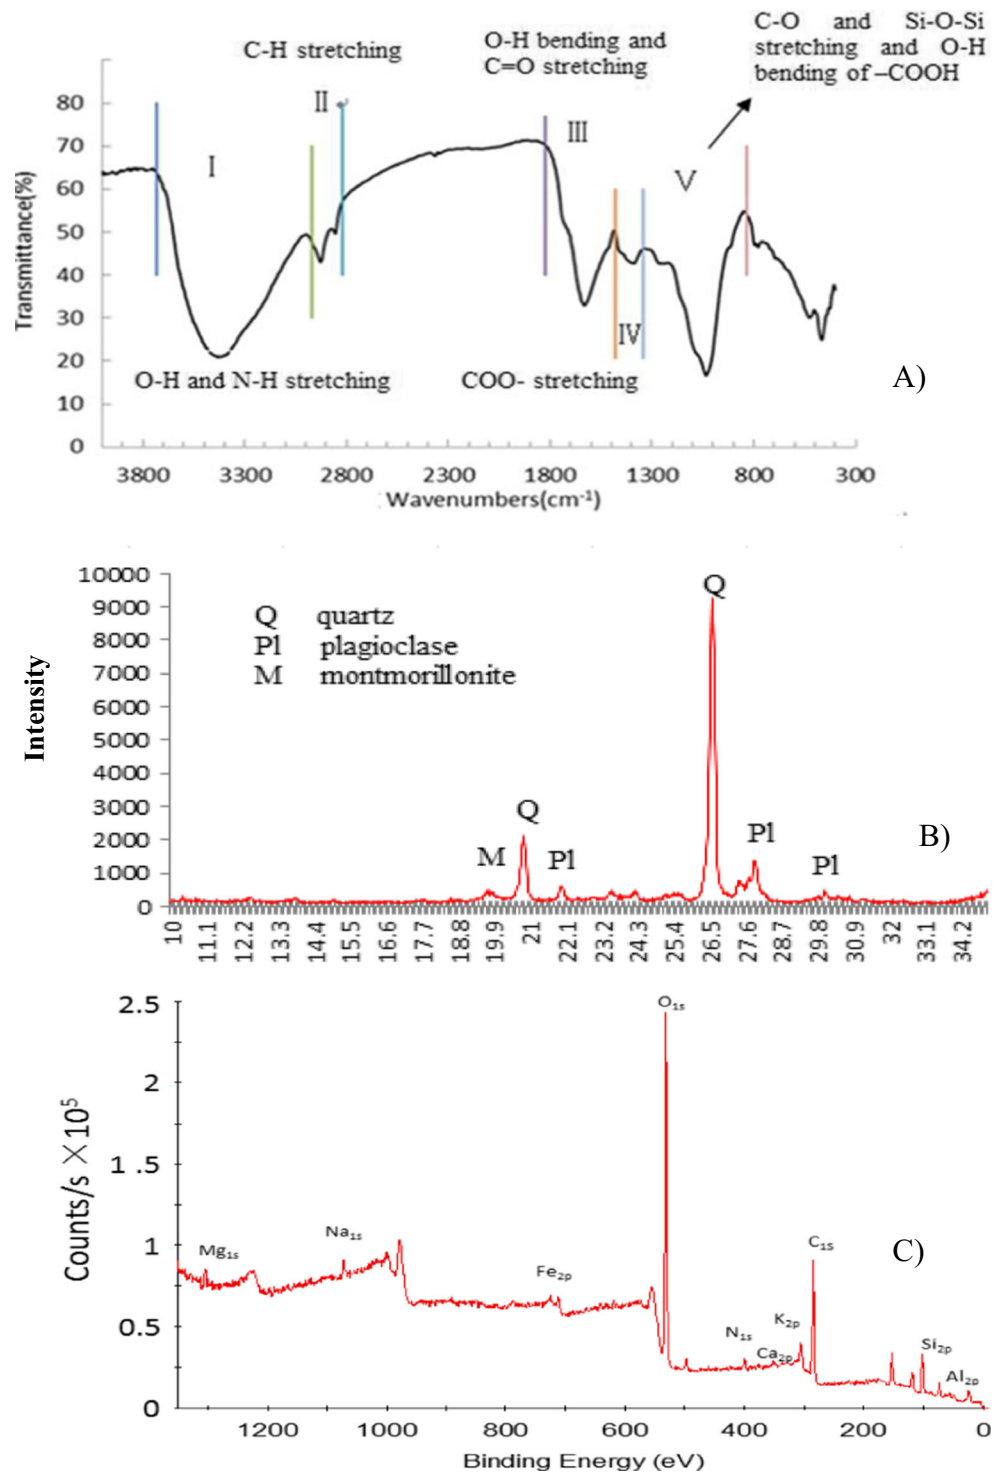 C-H stretching
O-H bending and
C=O stretching
C-O and Si-O-Si
stretching and O-H
bending of –COOH
80
70
60
50
40
30
20
10
0
Transmittance(%)
I
II
III
IV
V
O-H and N-H stretching
COO- stretching
A)
3800 3300 2800 2300 1800 1300 800 300
Wavenumbers(cm⁻¹)
10000
9000
8000
7000
6000
5000
4000
3000
2000
1000
0
Intensity
Q quartz
Pl plagioclase
M montmorillonite
Q
M
Q
Pl
Pl
Pl
B)
10 11.1 12.2 13.3 14.4 15.5 16.6 17.7 18.8 19.9 21 22.1 23.2 24.3 25.4 26.5 27.6 28.7 29.8 30.9 32 33.1 34.2
2.5
2
1.5
1
0.5
0
Counts/s ×10⁵
O1s
Mg1s
Na1s
Fe2p
N1s
Ca2p
K2p
C1s
Si2p
Al2p
C)
1200 1000 800 600 400 200 0
Binding Energy (eV)